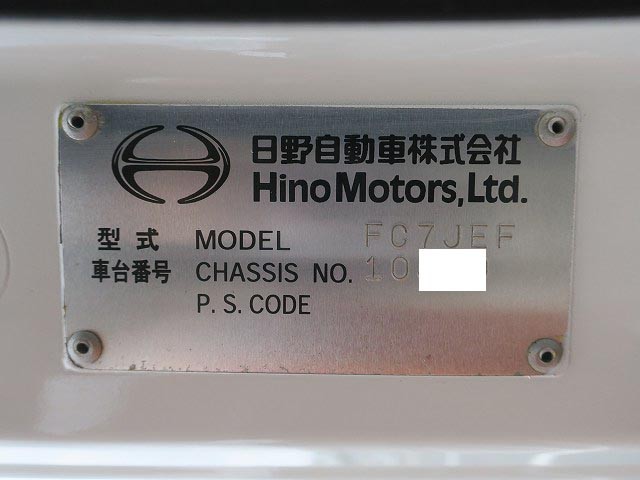 日野自動車株式会社
Hino Motors, Ltd.
型式 MODEL FC7JEF
車台番号 CHASSIS NO. 10
P.S.CODE